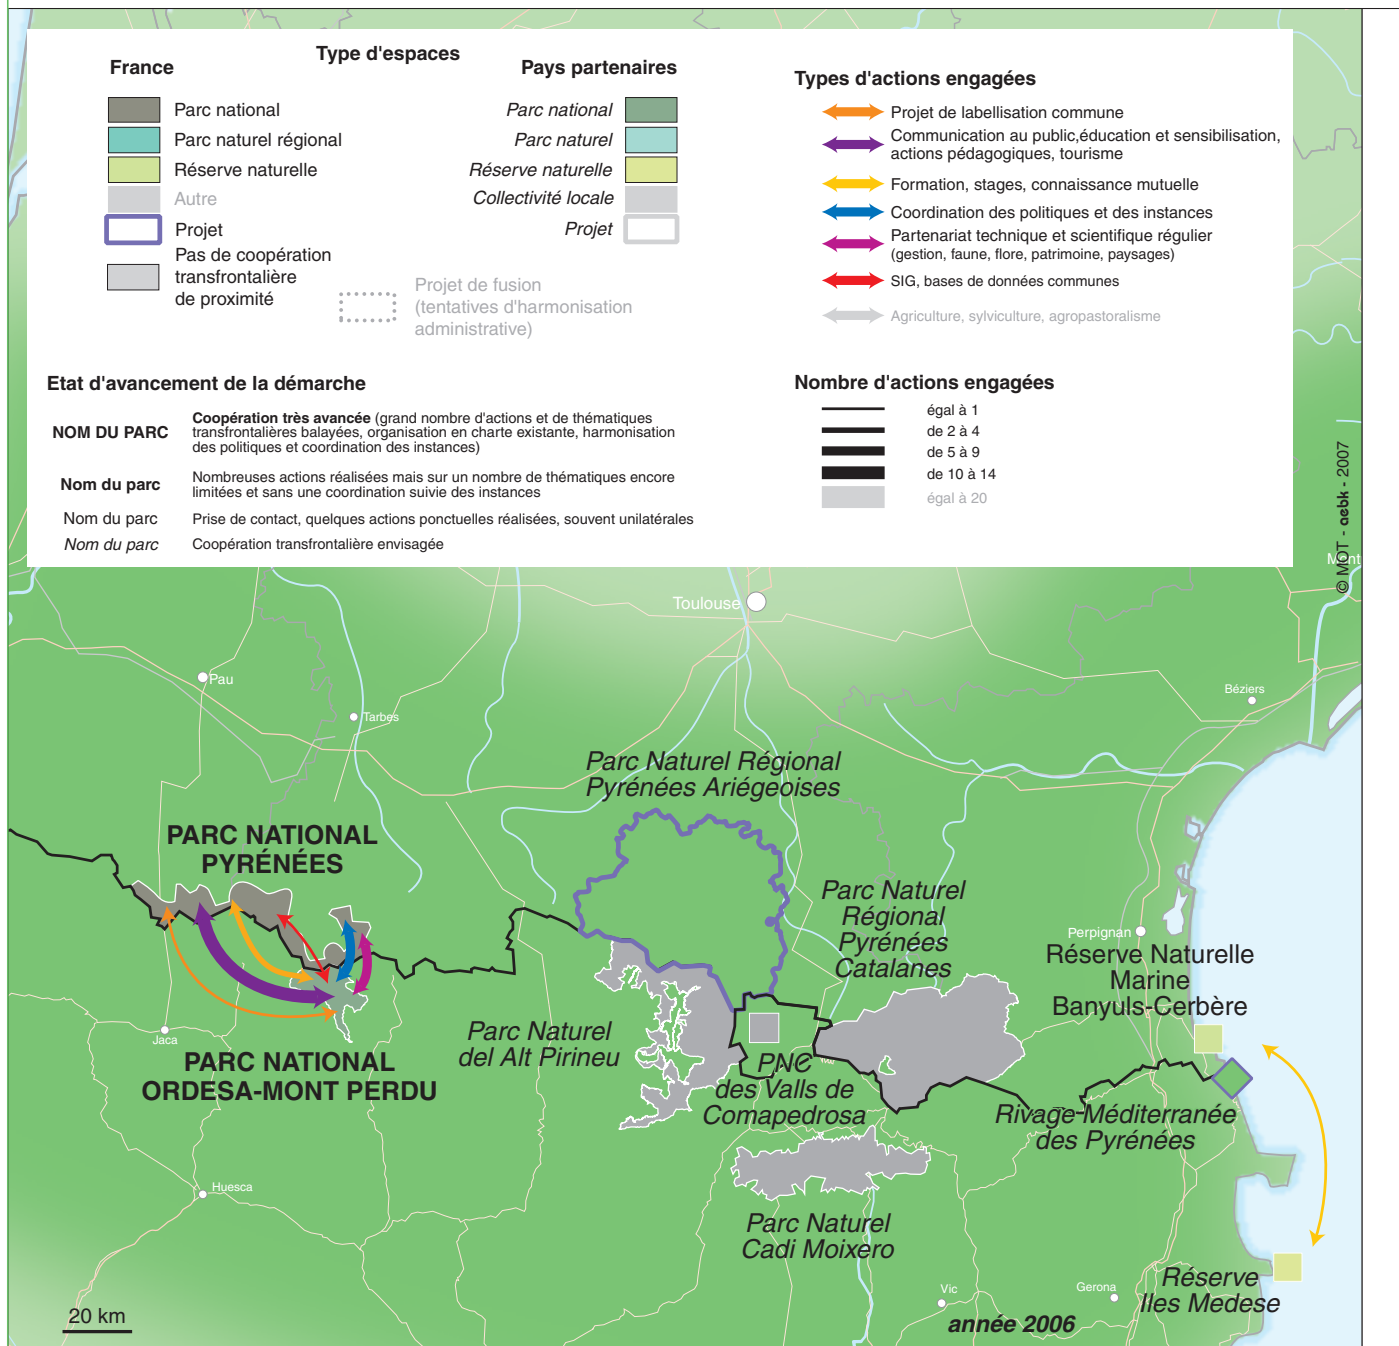 Type d'espaces
France
Pays partenaires
Parc national
Parc naturel régional
Réserve naturelle
Autre
Projet
Pas de coopération
transfrontalière
de proximité
Parc national
Parc naturel
Réserve naturelle
Collectivité locale
Projet
Projet de fusion
(tentatives d'harmonisation
administrative)
Types d'actions engagées
Projet de labellisation commune
Communication au public,éducation et sensibilisation,
actions pédagogiques, tourisme
Formation, stages, connaissance mutuelle
Coordination des politiques et des instances
Partenariat technique et scientifique régulier
(gestion, faune, flore, patrimoine, paysages)
SIG, bases de données communes
Agriculture, sylviculture, agropastoralisme
Etat d'avancement de la démarche
NOM DU PARC
Coopération très avancée (grand nombre d'actions et de thématiques
transfrontalières balayées, organisation en charte existante, harmonisation
des politiques et coordination des instances)
Nom du parc
Nombreuses actions réalisées mais sur un nombre de thématiques encore
limitées et sans une coordination suivie des instances
Nom du parc
Prise de contact, quelques actions ponctuelles réalisées, souvent unilatérales
Nom du parc
Coopération transfrontalière envisagée
Nombre d'actions engagées
égal à 1
de 2 à 4
de 5 à 9
de 10 à 14
égal à 20
© MOT - aebk - 2007
Mont
Toulouse
Pau
Tarbes
Béziers
Parc Naturel Régional
Pyrénées Ariégeoises
PARC NATIONAL
PYRÉNÉES
Parc Naturel
Régional
Pyrénées
Catalanes
Perpignan
Réserve Naturelle
Marine
Banyuls-Cerbère
Jaca
Parc Naturel
del Alt Pirineu
PARC NATIONAL
ORDESA-MONT PERDU
PNC
des Valls de
Comapedrosa
Rivage Méditerranée
des Pyrénées
Huesca
Parc Naturel
Cadi Moixero
Vic
Gerona
Réserve
Iles Medese
20 km
année 2006